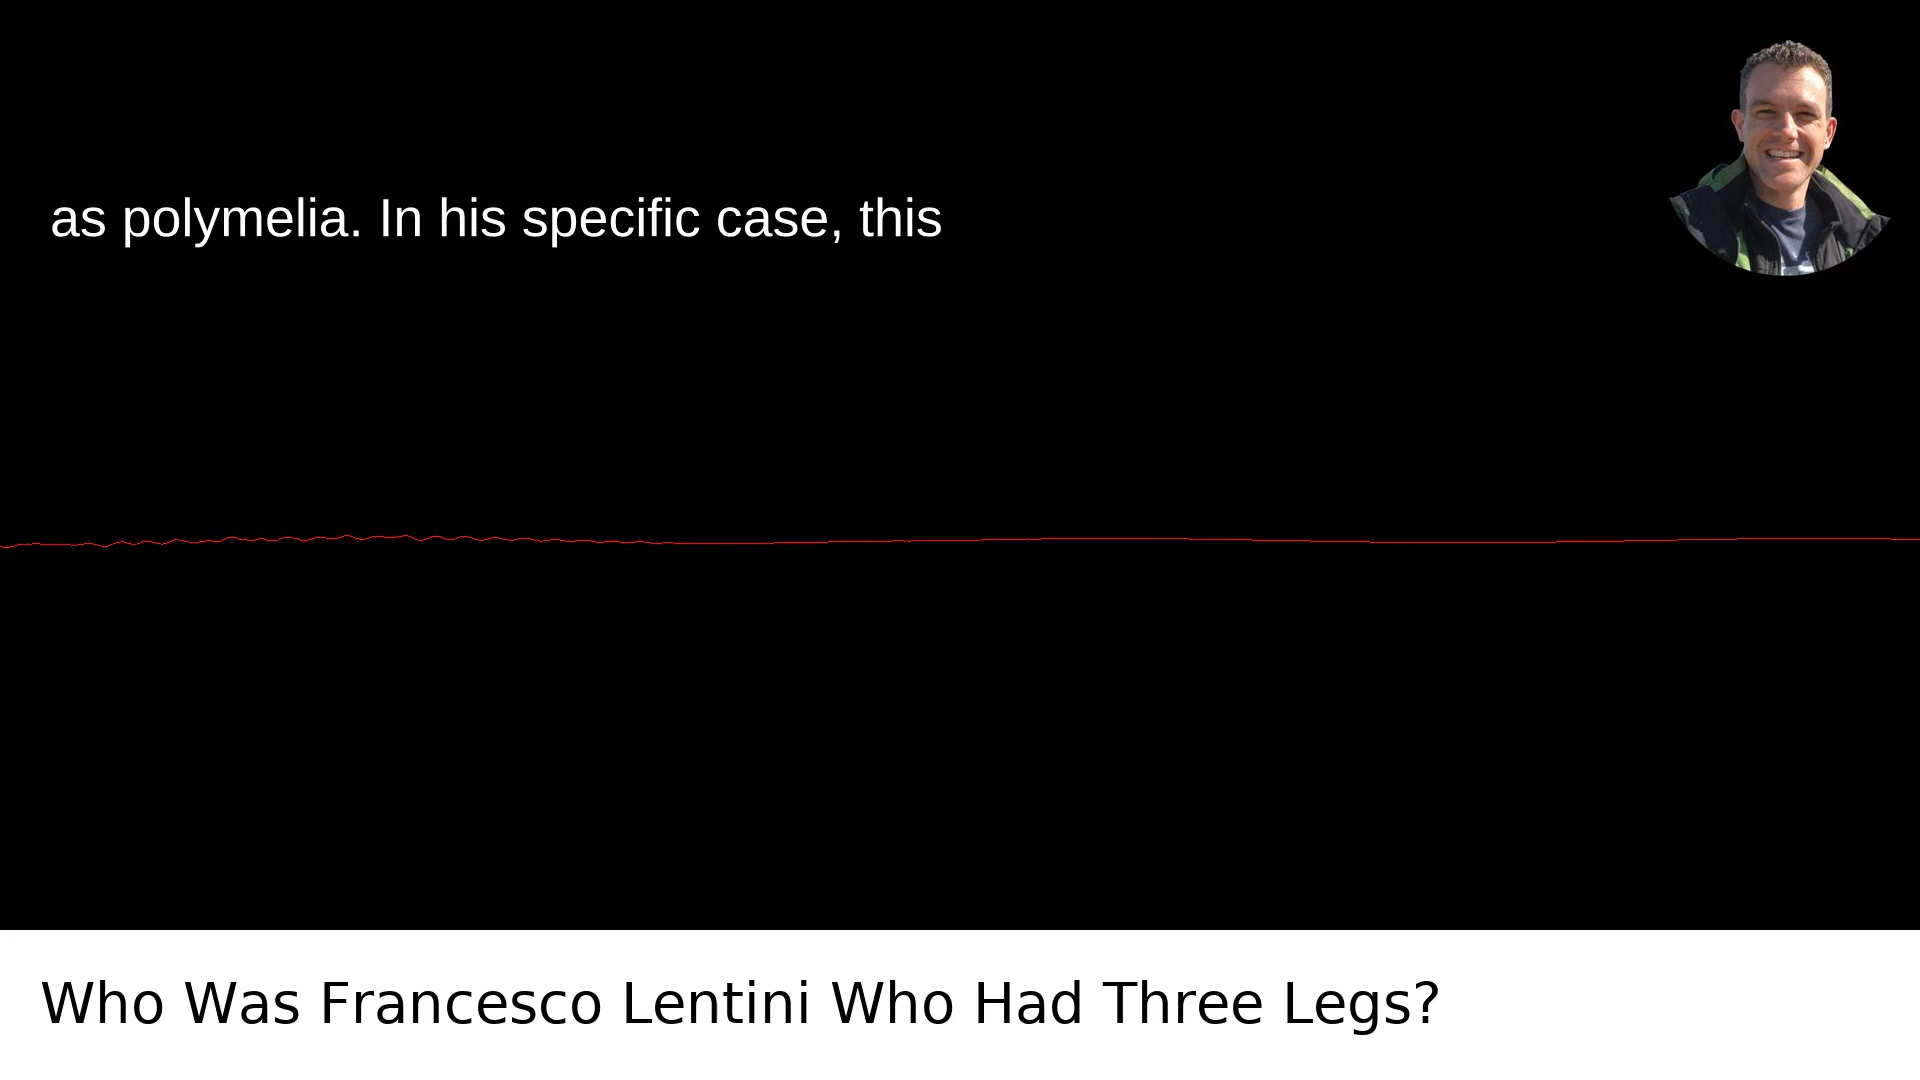 as polymelia. In his specific case, this
Who Was Francesco Lentini Who Had Three Legs?